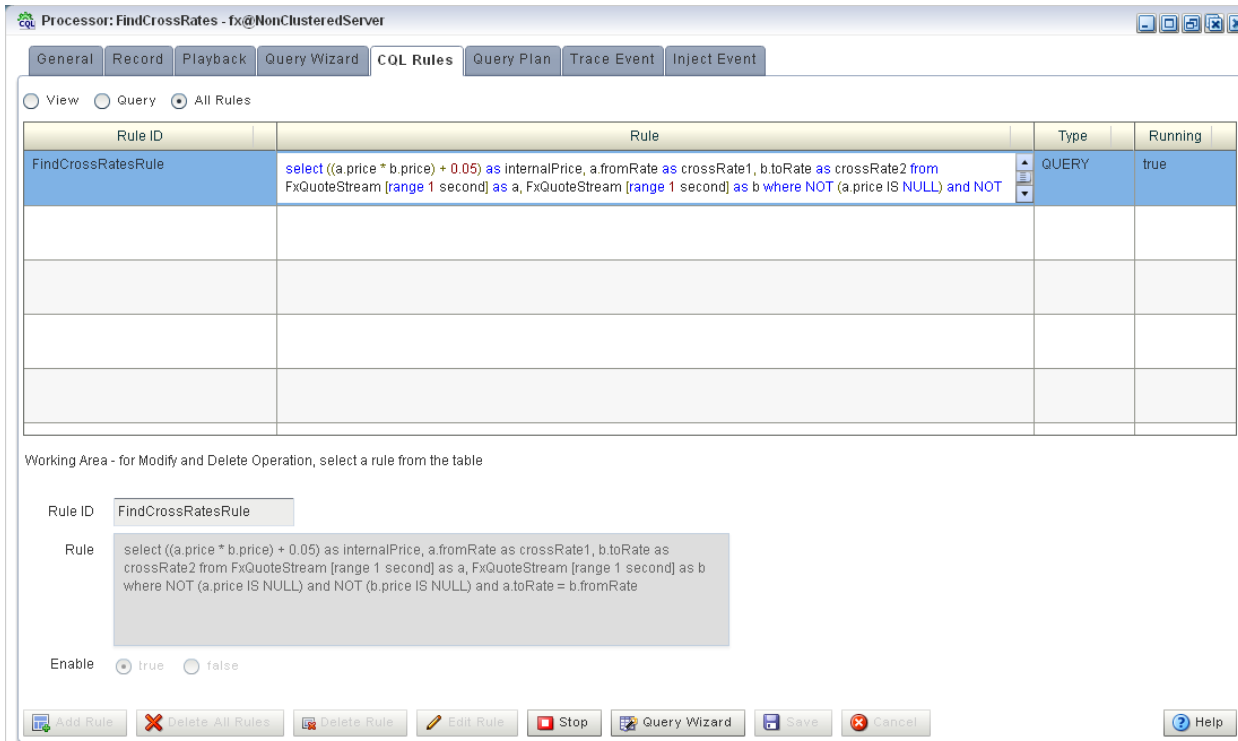 CQL Processor: FindCrossRates - fx@NonClusteredServer
General Record Playback Query Wizard CQL Rules Query Plan Trace Event Inject Event
View Query All Rules
Rule ID Rule Type Running
FindCrossRatesRule
select ((a.price * b.price) + 0.05) as internalPrice, a.fromRate as crossRate1, b.toRate as crossRate2 from
FxQuoteStream [range 1 second] as a, FxQuoteStream [range 1 second] as b where NOT (a.price IS NULL) and NOT
QUERY
true
Working Area - for Modify and Delete Operation, select a rule from the table
Rule ID FindCrossRatesRule
Rule
select ((a.price * b.price) + 0.05) as internalPrice, a.fromRate as crossRate1, b.toRate as
crossRate2 from FxQuoteStream [range 1 second] as a, FxQuoteStream [range 1 second] as b
where NOT (a.price IS NULL) and NOT (b.price IS NULL) and a.toRate = b.fromRate
Enable true false
Add Rule Delete All Rules Delete Rule Edit Rule Stop Query Wizard Save Cancel Help